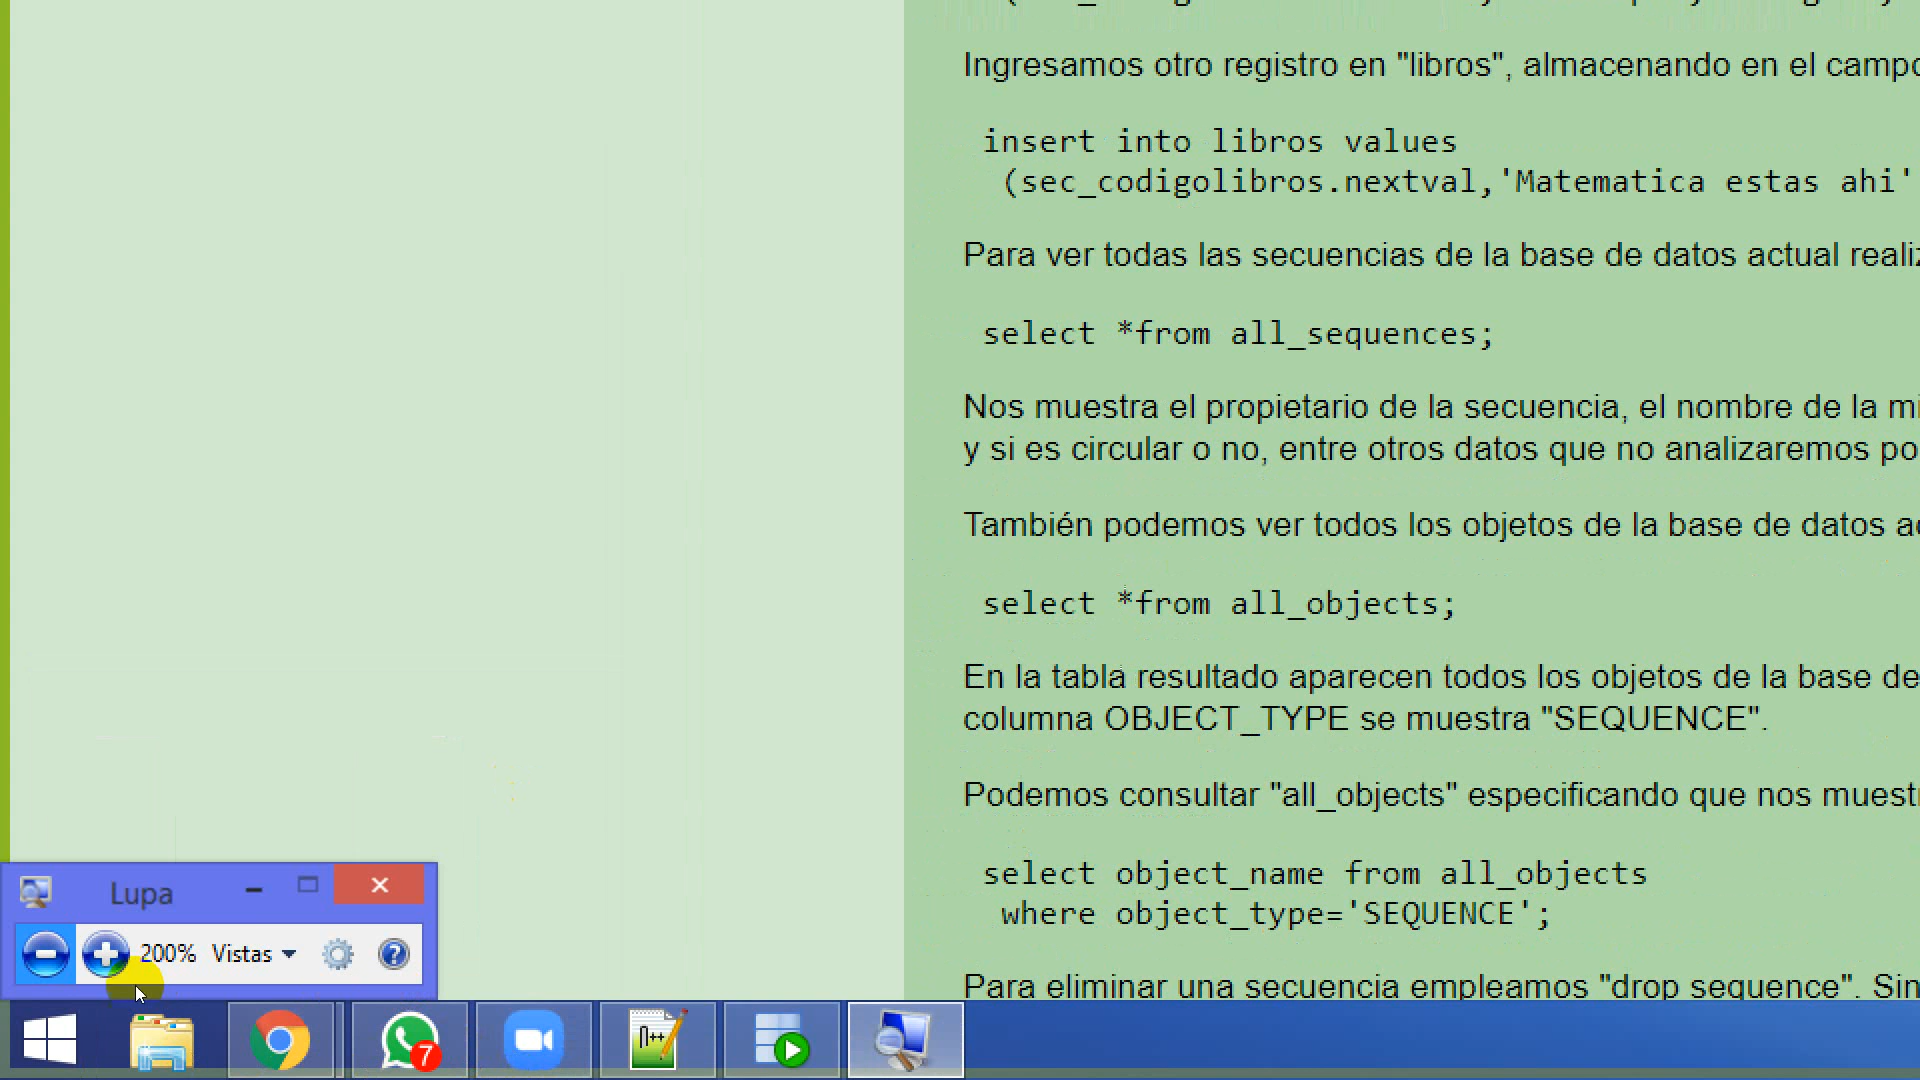 Ingresamos otro registro en "libros", almacenando en el campo
insert into libros values
(sec_codigolibros.nextval,'Matematica estas ahi'
Para ver todas las secuencias de la base de datos actual
select *from all_sequences;
Nos muestra el propietario de la secuencia, el nombre de la
y si es circular o no, entre otros datos que no analizaremos
También podemos ver todos los objetos de la base de datos
select *from all_objects;
En la tabla resultado aparecen todos los objetos de la base de
columna OBJECT_TYPE se muestra "SEQUENCE".
Podemos consultar "all_objects" especificando que nos
select object_name from all_objects
where object_type='SEQUENCE';
Para eliminar una secuencia empleamos "drop sequence". Sin
Lupa
200% Vistas
7
n++